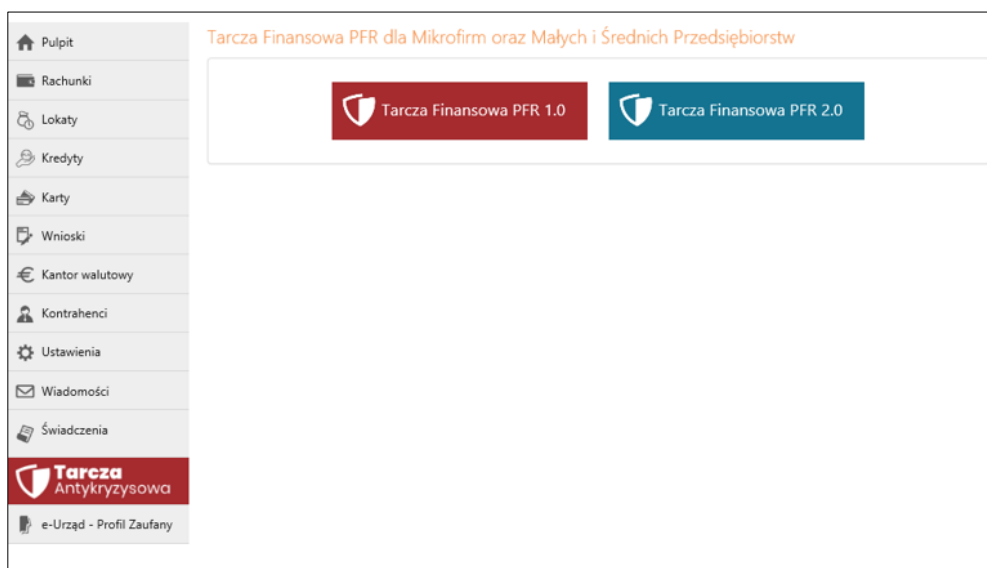 Pulpit
Rachunki
Lokaty
Kredyty
Karty
Wnioski
Kantor walutowy
Kontrahenci
Ustawienia
Wiadomości
Świadczenia
Tarcza
Antykryzysowa
e-Urząd - Profil Zaufany
Tarcza Finansowa PFR dla Mikrofirm oraz Małych i Średnich Przedsiębiorstw
Tarcza Finansowa PFR 1.0
Tarcza Finansowa PFR 2.0